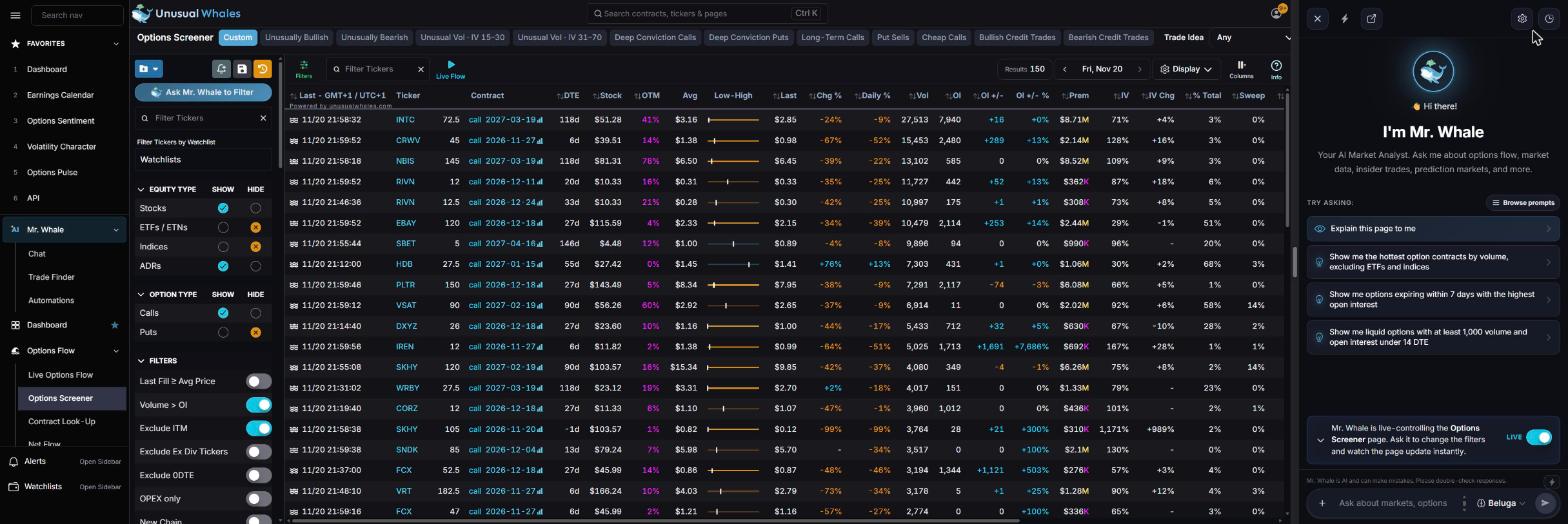 Search nav
FAVORITES
1 Dashboard
2 Earnings Calendar
3 Options Sentiment
4 Volatility Character
5 Options Pulse
6 API
AI Mr. Whale
Chat
Trade Finder
Automations
Dashboard
Options Flow
Live Options Flow
Options Screener
Contract Look-Up
Net Flow
Alerts Open Sidebar
Watchlists Open Sidebar
Unusual Whales
Search contracts, tickers & pages Ctrl K
9+
Options Screener Custom Unusually Bullish Unusually Bearish Unusual Vol · IV 15–30 Unusual Vol · IV 31–70 Deep Conviction Calls Deep Conviction Puts Long-Term Calls Put Sells Cheap Calls Bullish Credit Trades Bearish Credit Trades Trade Idea Any
Ask Mr. Whale to Filter
Filter Tickers
Filter Tickers by Watchlist
Watchlists
EQUITY TYPE SHOW HIDE
Stocks
ETFs / ETNs
Indices
ADRs
OPTION TYPE SHOW HIDE
Calls
Puts
FILTERS
Last Fill ≥ Avg Price
Volume > OI
Exclude ITM
Exclude Ex Div Tickers
Exclude 0DTE
OPEX only
New Chain
Filters Filter Tickers Live Flow Results 150 Fri, Nov 20 Display Columns Info
Last - GMT+1 / UTC+1 Ticker Contract DTE Stock OTM Avg Low-High Last Chg % Daily % Vol OI OI +/- OI +/- % Prem IV IV Chg % Total Sweep
Powered by unusualwhales.com
11/20 21:58:32 INTC 72.5 call 2027-03-19 118d $51.28 41% $3.16 $2.85 -24% -9% 27,513 7,940 +16 +0% $8.71M 71% +4% 3% 0%
11/20 21:59:52 CRWV 45 call 2026-11-27 6d $39.51 14% $1.38 $0.98 -67% -52% 15,453 2,480 +289 +13% $2.14M 128% +16% 3% 0%
11/20 21:58:18 NBIS 145 call 2027-03-19 118d $81.31 78% $6.50 $6.45 -39% -22% 13,102 585 0 0% $8.52M 109% +9% 3% 0%
11/20 21:59:52 RIVN 12 call 2026-12-11 20d $10.33 16% $0.31 $0.33 -35% -25% 11,727 442 +52 +13% $362K 87% +18% 6% 0%
11/20 21:46:36 RIVN 12.5 call 2026-12-24 33d $10.33 21% $0.28 $0.30 -42% -25% 10,997 175 +1 +1% $308K 73% +8% 5% 0%
11/20 21:59:52 EBAY 120 call 2026-12-18 27d $115.59 4% $2.33 $2.15 -34% -39% 10,479 2,114 +253 +14% $2.44M 29% -1% 51% 0%
11/20 21:55:44 SBET 5 call 2027-04-16 146d $4.48 12% $1.00 $0.89 -4% -8% 9,896 94 0 0% $990K 96% - 20% 0%
11/20 21:12:00 HDB 27.5 call 2027-01-15 55d $27.42 0% $1.45 $1.41 +76% +13% 7,303 431 +1 +0% $1.06M 30% +2% 68% 3%
11/20 21:59:46 PLTR 150 call 2026-12-18 27d $143.49 5% $8.34 $7.95 -38% -9% 7,291 2,117 -74 -3% $6.08M 66% +5% 1% 0%
11/20 21:59:12 VSAT 90 call 2027-02-19 90d $56.26 60% $2.92 $2.65 -37% -9% 6,914 11 0 0% $2.02M 92% +6% 58% 14%
11/20 21:14:40 DXYZ 26 call 2026-12-18 27d $23.60 10% $1.16 $1.00 -44% -17% 5,433 712 +32 +5% $630K 87% -10% 28% 2%
11/20 21:59:56 IREN 12 call 2026-11-27 6d $11.82 2% $1.38 $0.99 -64% -51% 5,025 1,713 +1,691 +7,686% $692K 167% +28% 1% 1%
11/20 21:55:08 SKHY 120 call 2027-02-19 90d $103.57 16% $15.34 $9.85 -42% -37% 4,080 349 -4 -1% $6.26M 75% +8% 2% 14%
11/20 21:31:02 WRBY 27.5 call 2027-03-19 118d $23.12 19% $3.31 $2.70 +2% -18% 4,017 151 0 0% $1.33M 79% - 23% 0%
11/20 21:19:40 CORZ 12 call 2026-12-18 27d $11.33 6% $1.10 $1.07 -47% -1% 3,960 1,012 0 0% $436K 101% - 2% 1%
11/20 21:58:38 SKHY 105 call 2026-11-20 -1d $103.57 1% $0.82 $0.12 -99% -99% 3,764 28 +21 +300% $310K 1,171% +989% 2% 0%
11/20 21:59:38 SNDK 85 call 2026-12-04 13d $79.24 7% $5.98 $5.70 - -34% 3,517 0 0 +100% $2.1M 130% - 0% 0%
11/20 21:37:00 FCX 52.5 call 2026-12-18 27d $45.99 14% $0.86 $0.87 -48% -46% 3,194 1,344 +1,121 +503% $276K 57% +3% 4% 0%
11/20 21:48:10 VRT 182.5 call 2026-11-27 6d $166.24 10% $4.03 $2.79 -73% -34% 3,178 5 +1 +25% $1.28M 90% +12% 4% 3%
11/20 21:59:16 FCX 47 call 2026-11-27 6d $45.99 2% $1.21 $1.16 -57% -27% 2,774 0 0 +100% $336K 65% - 3% 0%
👋 Hi there!
I'm Mr. Whale
Your AI Market Analyst. Ask me about options flow, market
data, insider trades, prediction markets, and more.
TRY ASKING: Browse prompts
Explain this page to me
Show me the hottest option contracts by volume,
excluding ETFs and indices
Show me options expiring within 7 days with the highest
open interest
Show me liquid options with at least 1,000 volume and
open interest under 14 DTE
Mr. Whale is live-controlling the Options
Screener page. Ask it to change the filters
and watch the page update instantly.
LIVE
Mr. Whale is AI and can make mistakes. Please double-check responses.
Ask about markets, options Beluga